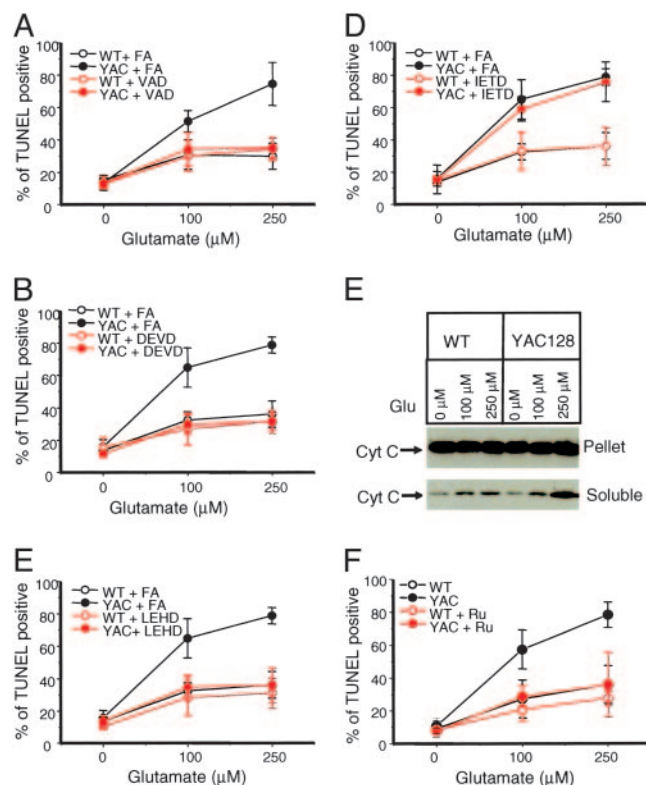 A
WT + FA
YAC + FA
WT + VAD
YAC + VAD
% of TUNEL positive
100
80
60
40
20
0
0
100
250
Glutamate (μM)
D
WT + FA
YAC + FA
WT + IETD
YAC + IETD
% of TUNEL positive
100
80
60
40
20
0
0
100
250
Glutamate (μM)
B
WT + FA
YAC + FA
WT + DEVD
YAC + DEVD
% of TUNEL positive
100
80
60
40
20
0
0
100
250
Glutamate (μM)
E
WT
YAC128
Glu
0 μM
100 μM
250 μM
0 μM
100 μM
250 μM
Cyt C
Pellet
Cyt C
Soluble
E
WT + FA
YAC + FA
WT + LEHD
YAC+ LEHD
% of TUNEL positive
100
80
60
40
20
0
0
100
250
Glutamate (μM)
F
WT
YAC
WT + Ru
YAC + Ru
% of TUNEL positive
100
80
60
40
20
0
0
100
250
Glutamate (μM)